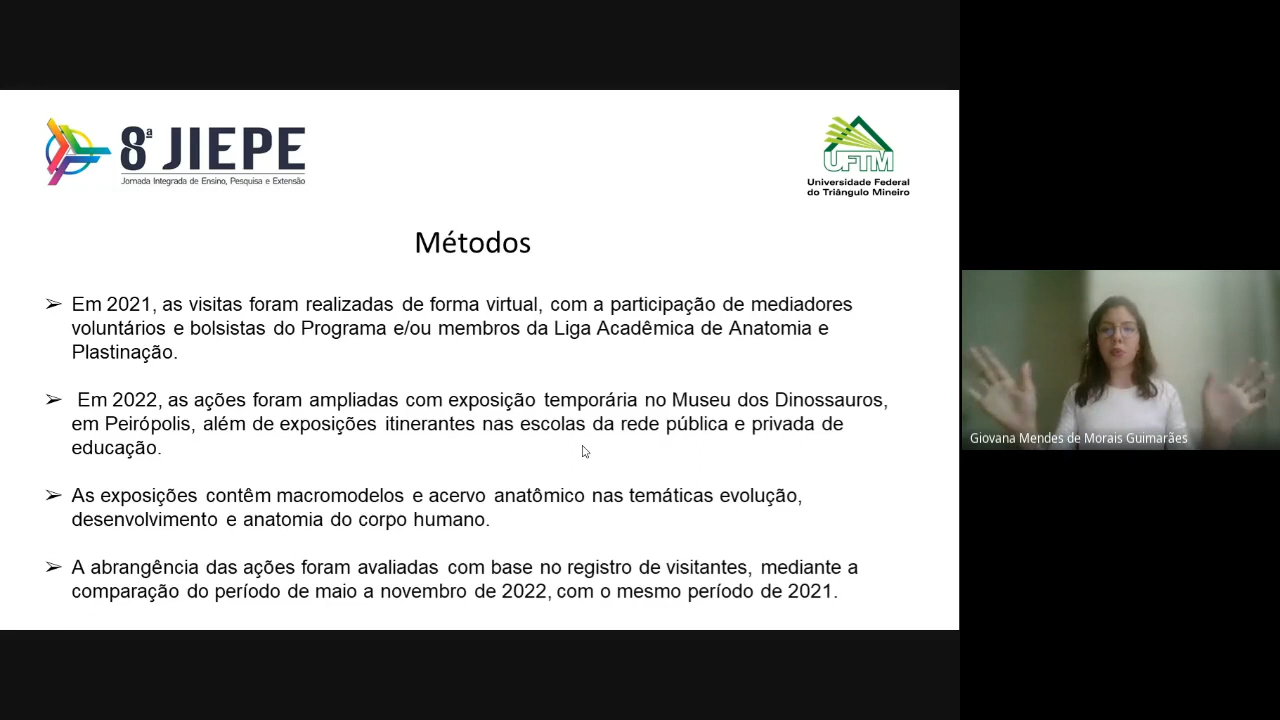 8ª JIEPE
Jornada Integrada de Ensino, Pesquisa e Extensão
UFTM
Universidade Federal
do Triângulo Mineiro
Métodos
➢ Em 2021, as visitas foram realizadas de forma virtual, com a participação de mediadores
voluntários e bolsistas do Programa e/ou membros da Liga Acadêmica de Anatomia e
Plastinação.
➢ Em 2022, as ações foram ampliadas com exposição temporária no Museu dos Dinossauros,
em Peirópolis, além de exposições itinerantes nas escolas da rede pública e privada de
educação.
➢ As exposições contêm macromodelos e acervo anatômico nas temáticas evolução,
desenvolvimento e anatomia do corpo humano.
➢ A abrangência das ações foram avaliadas com base no registro de visitantes, mediante a
comparação do período de maio a novembro de 2022, com o mesmo período de 2021.
Giovana Mendes de Morais Guimarães